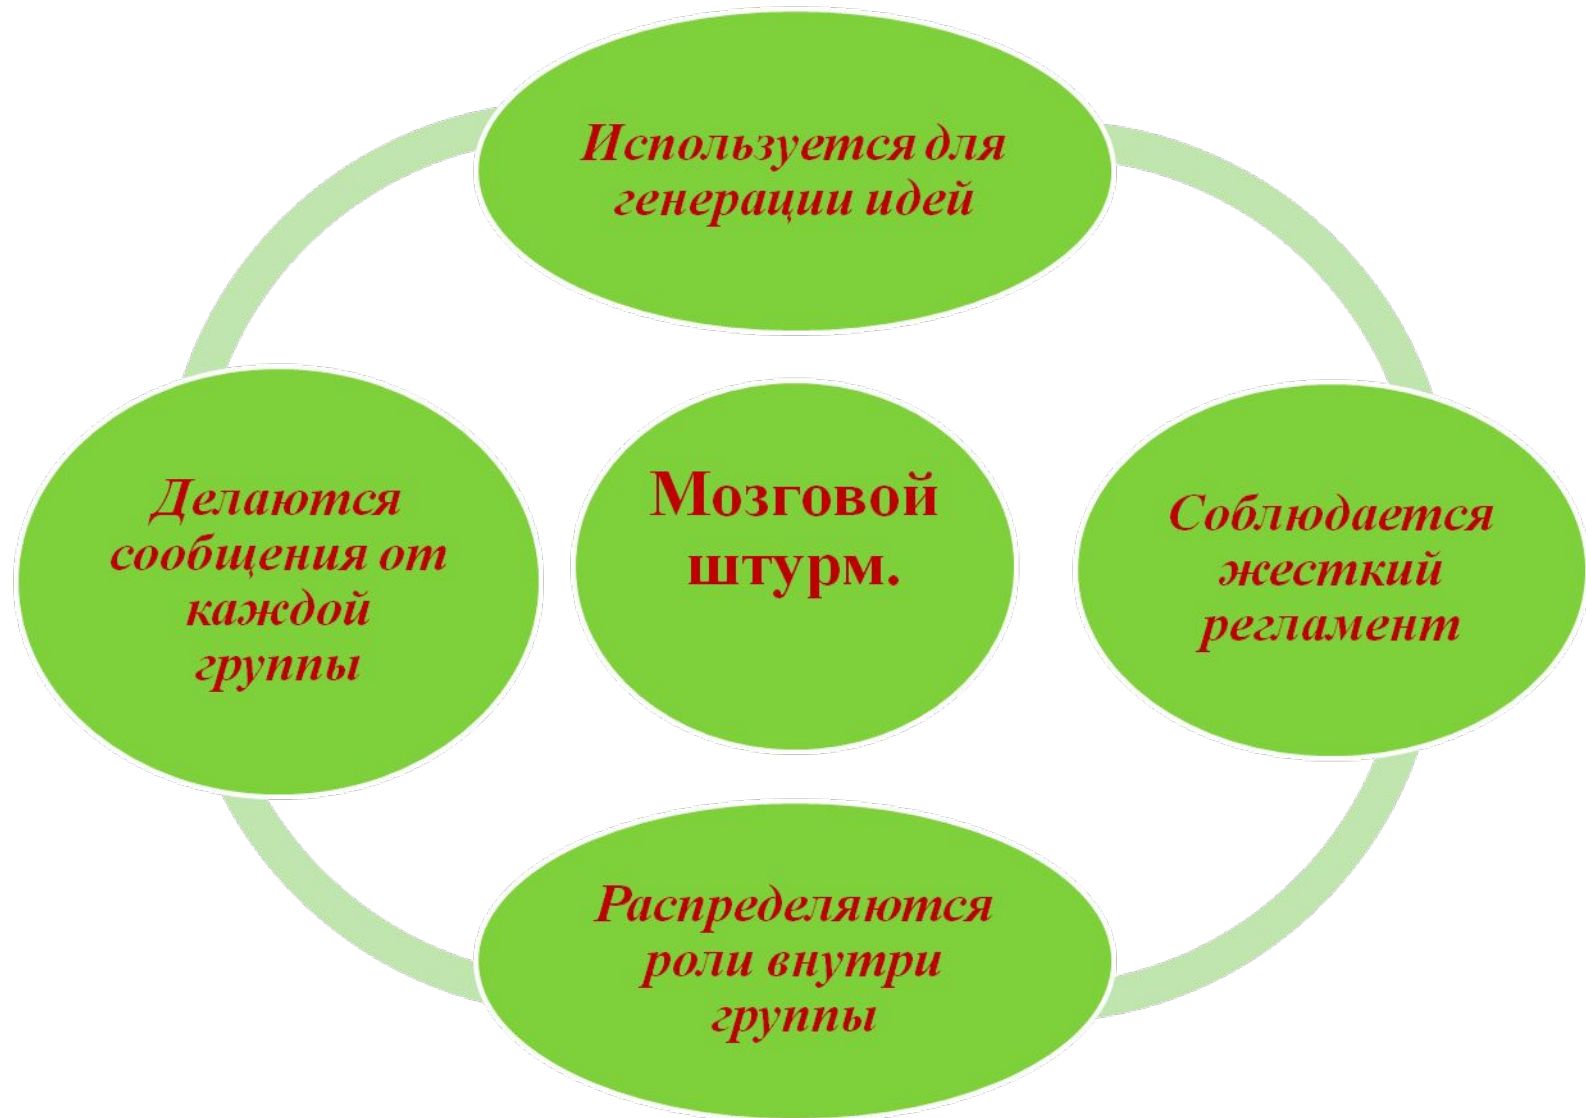 Используется для
генерации идей
Мозговой
штурм.
Соблюдается
жесткий
регламент
Распределяются
роли внутри
группы
Делаются
сообщения от
каждой
группы